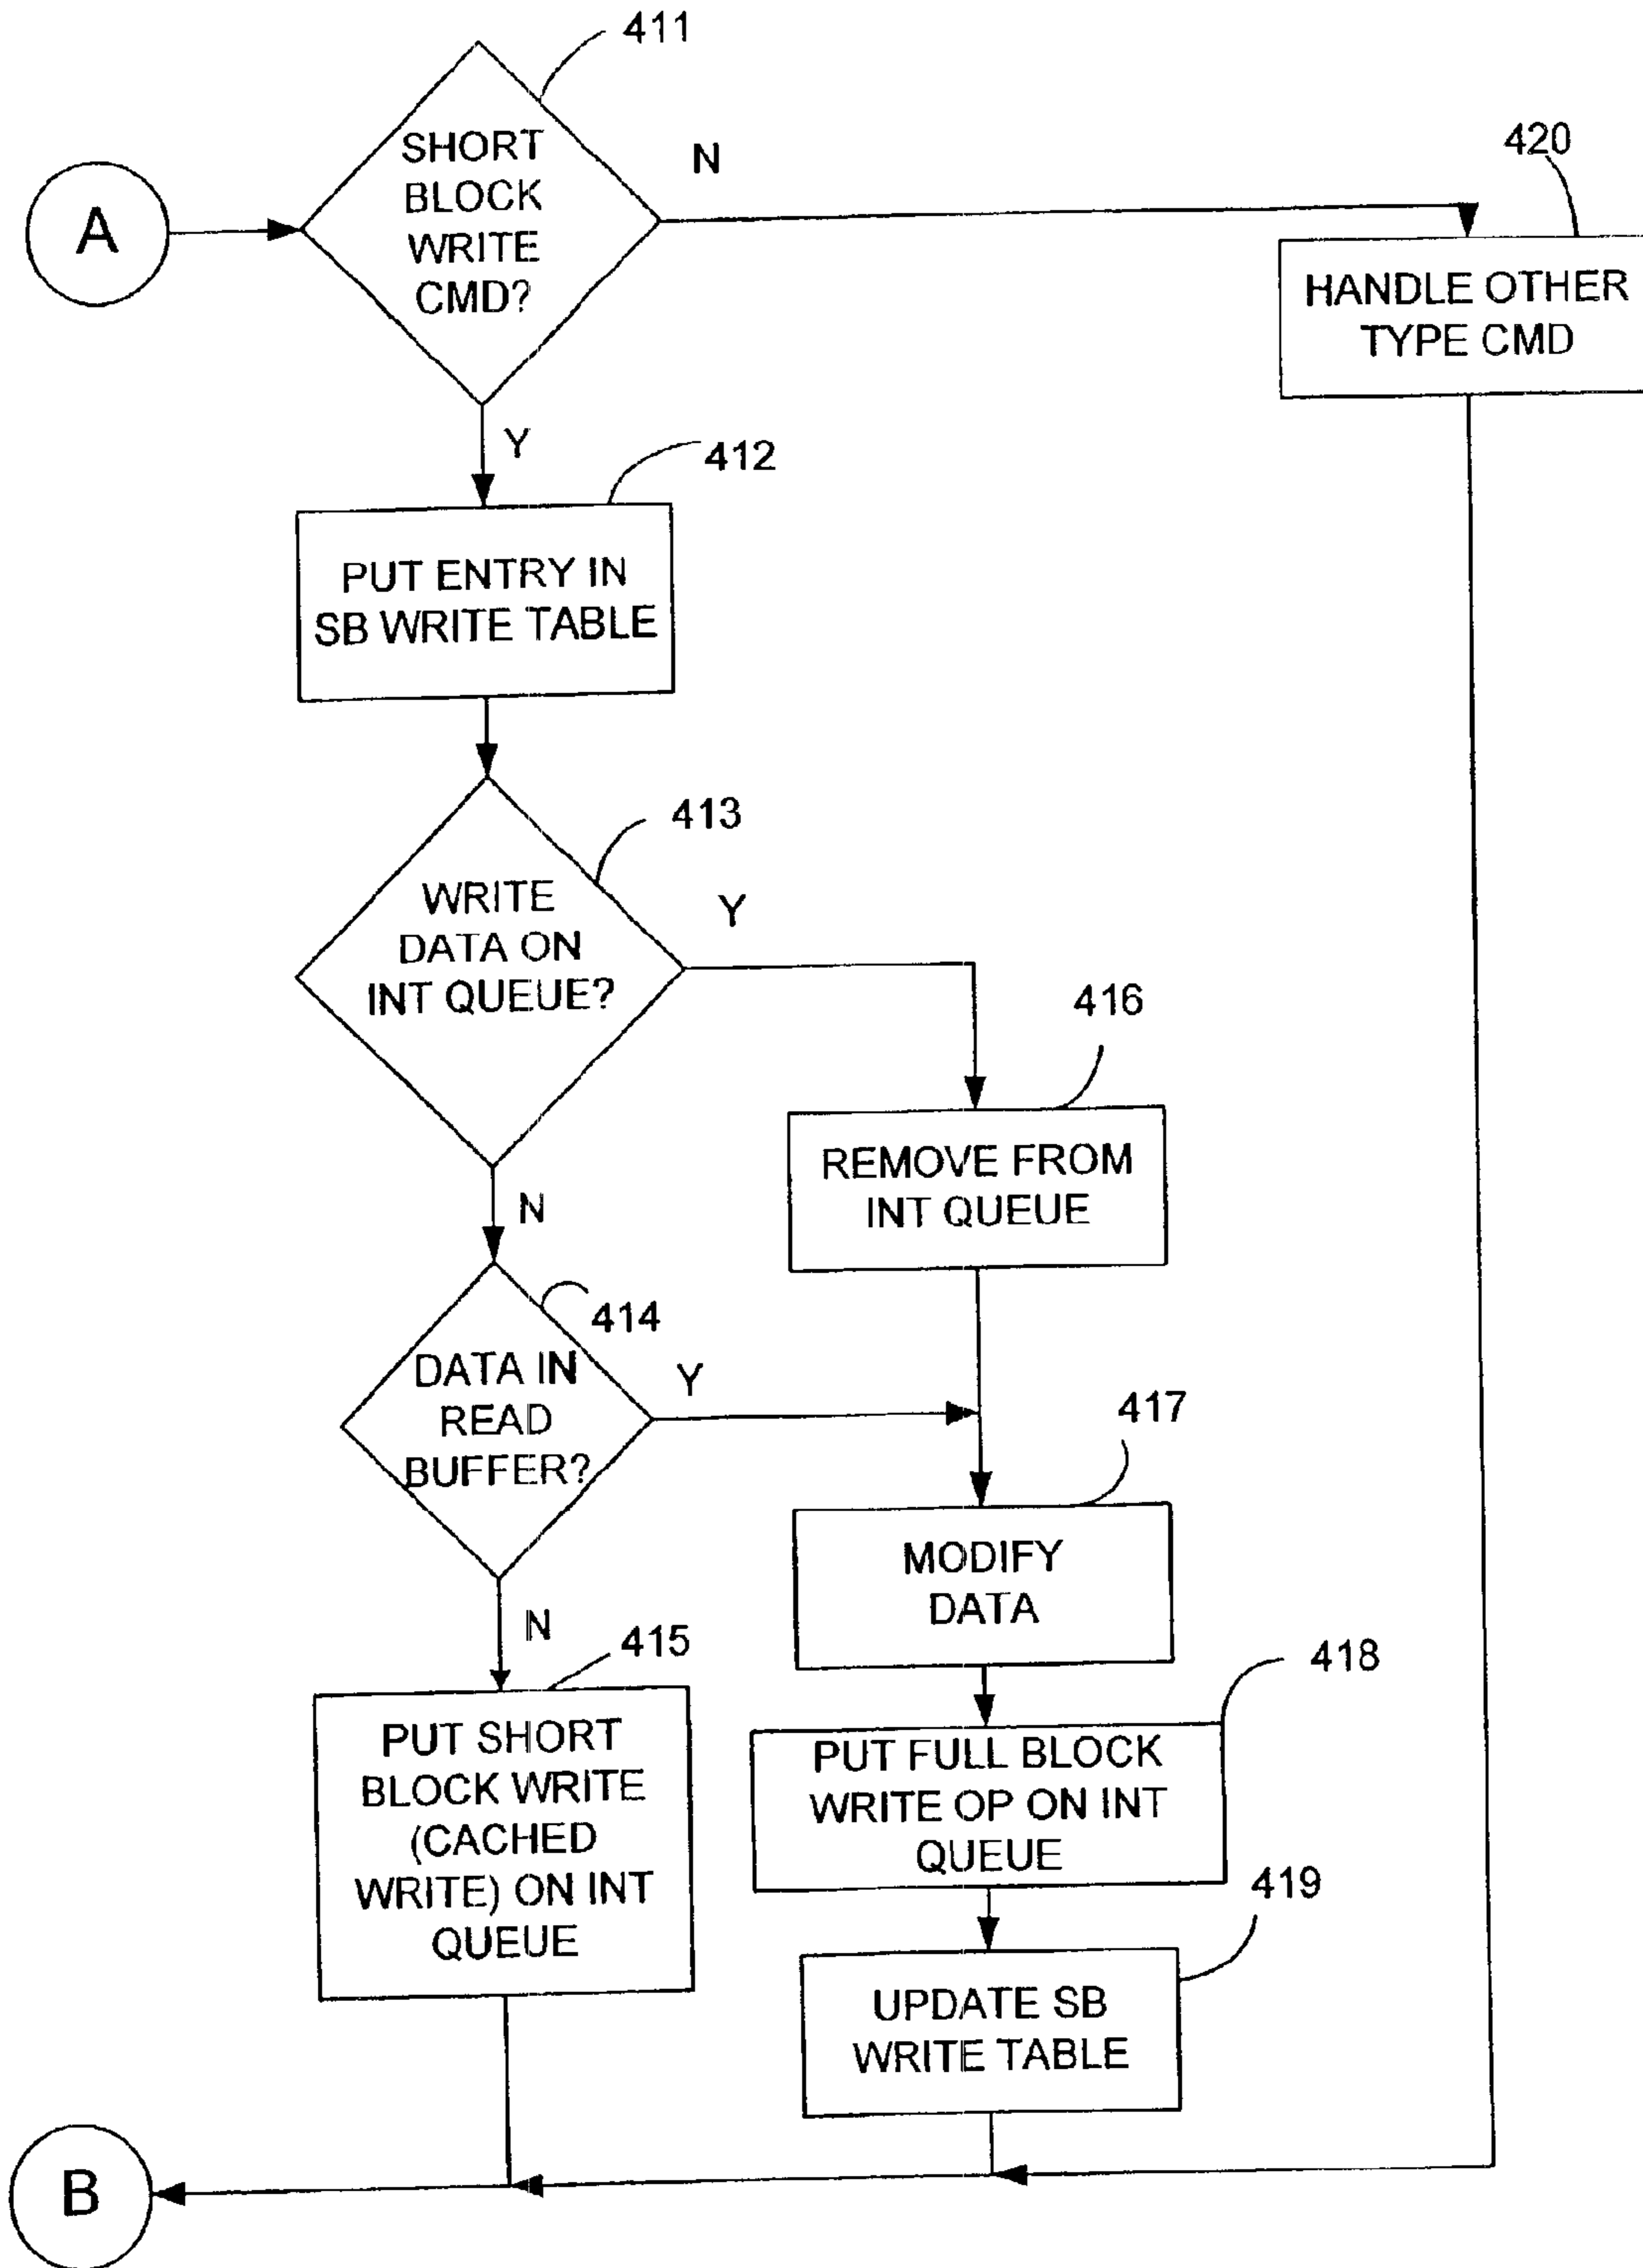 411
SHORT
BLOCK
WRITE
CMD?
N
420
A
HANDLE OTHER
TYPE CMD
Y
412
PUT ENTRY IN
SB WRITE TABLE
413
WRITE
DATA ON
INT QUEUE?
Y
416
REMOVE FROM
INT QUEUE
N
414
DATA IN
READ
BUFFER?
Y
417
MODIFY
DATA
N
415
PUT SHORT
BLOCK WRITE
(CACHED
WRITE) ON INT
QUEUE
418
PUT FULL BLOCK
WRITE OP ON INT
QUEUE
419
UPDATE SB
WRITE TABLE
B